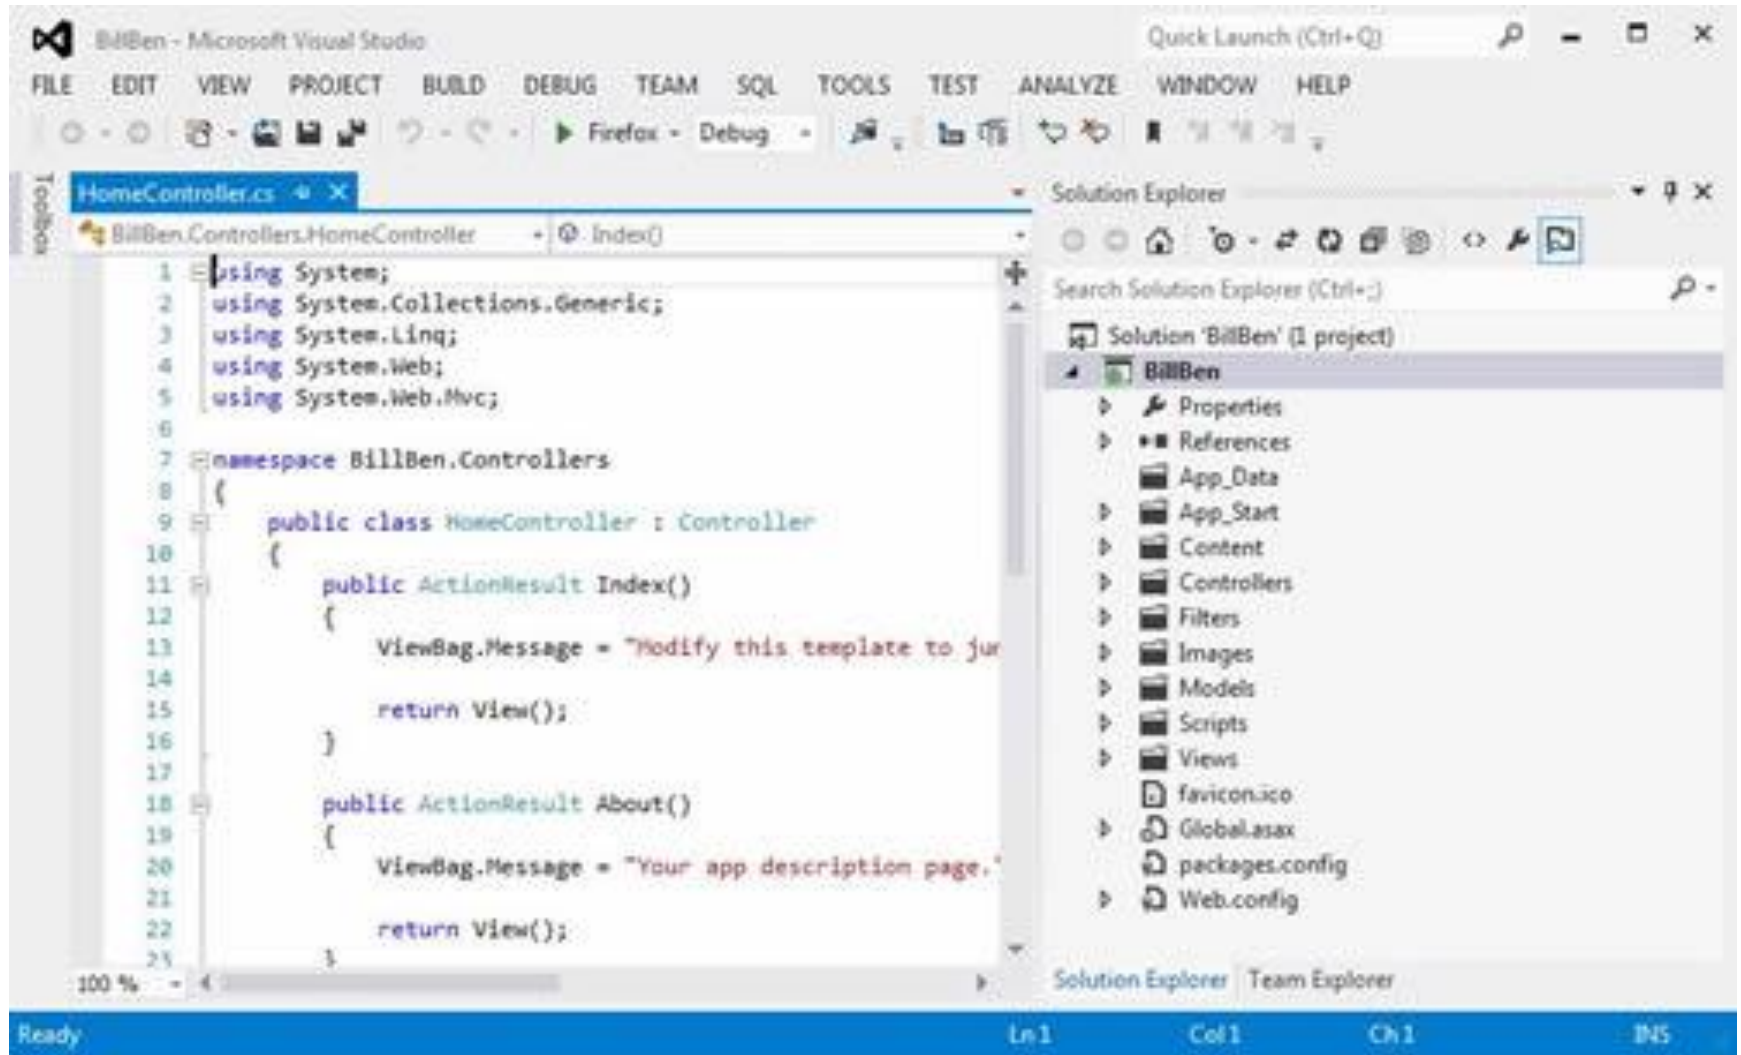 BillBen - Microsoft Visual Studio
Quick Launch (Ctrl+Q)
FILE EDIT VIEW PROJECT BUILD DEBUG TEAM SQL TOOLS TEST ANALYZE WINDOW HELP
Firefox Debug
Toolbox
HomeController.cs
BillBen.Controllers.HomeController Index()
1 using System;
2 using System.Collections.Generic;
3 using System.Linq;
4 using System.Web;
5 using System.Web.Mvc;
6
7 namespace BillBen.Controllers
8 {
9 public class HomeController : Controller
10 {
11 public ActionResult Index()
12 {
13 ViewBag.Message = "Modify this template to jum
14
15 return View();
16 }
17
18 public ActionResult About()
19 {
20 ViewBag.Message = "Your app description page."
21
22 return View();
23 }
100 %
Solution Explorer
Search Solution Explorer (Ctrl+;)
Solution 'BillBen' (1 project)
BillBen
Properties
References
App_Data
App_Start
Content
Controllers
Filters
Images
Models
Scripts
Views
favicon.ico
Global.asax
packages.config
Web.config
Solution Explorer Team Explorer
Ready Ln 1 Col 1 Ch 1 INS